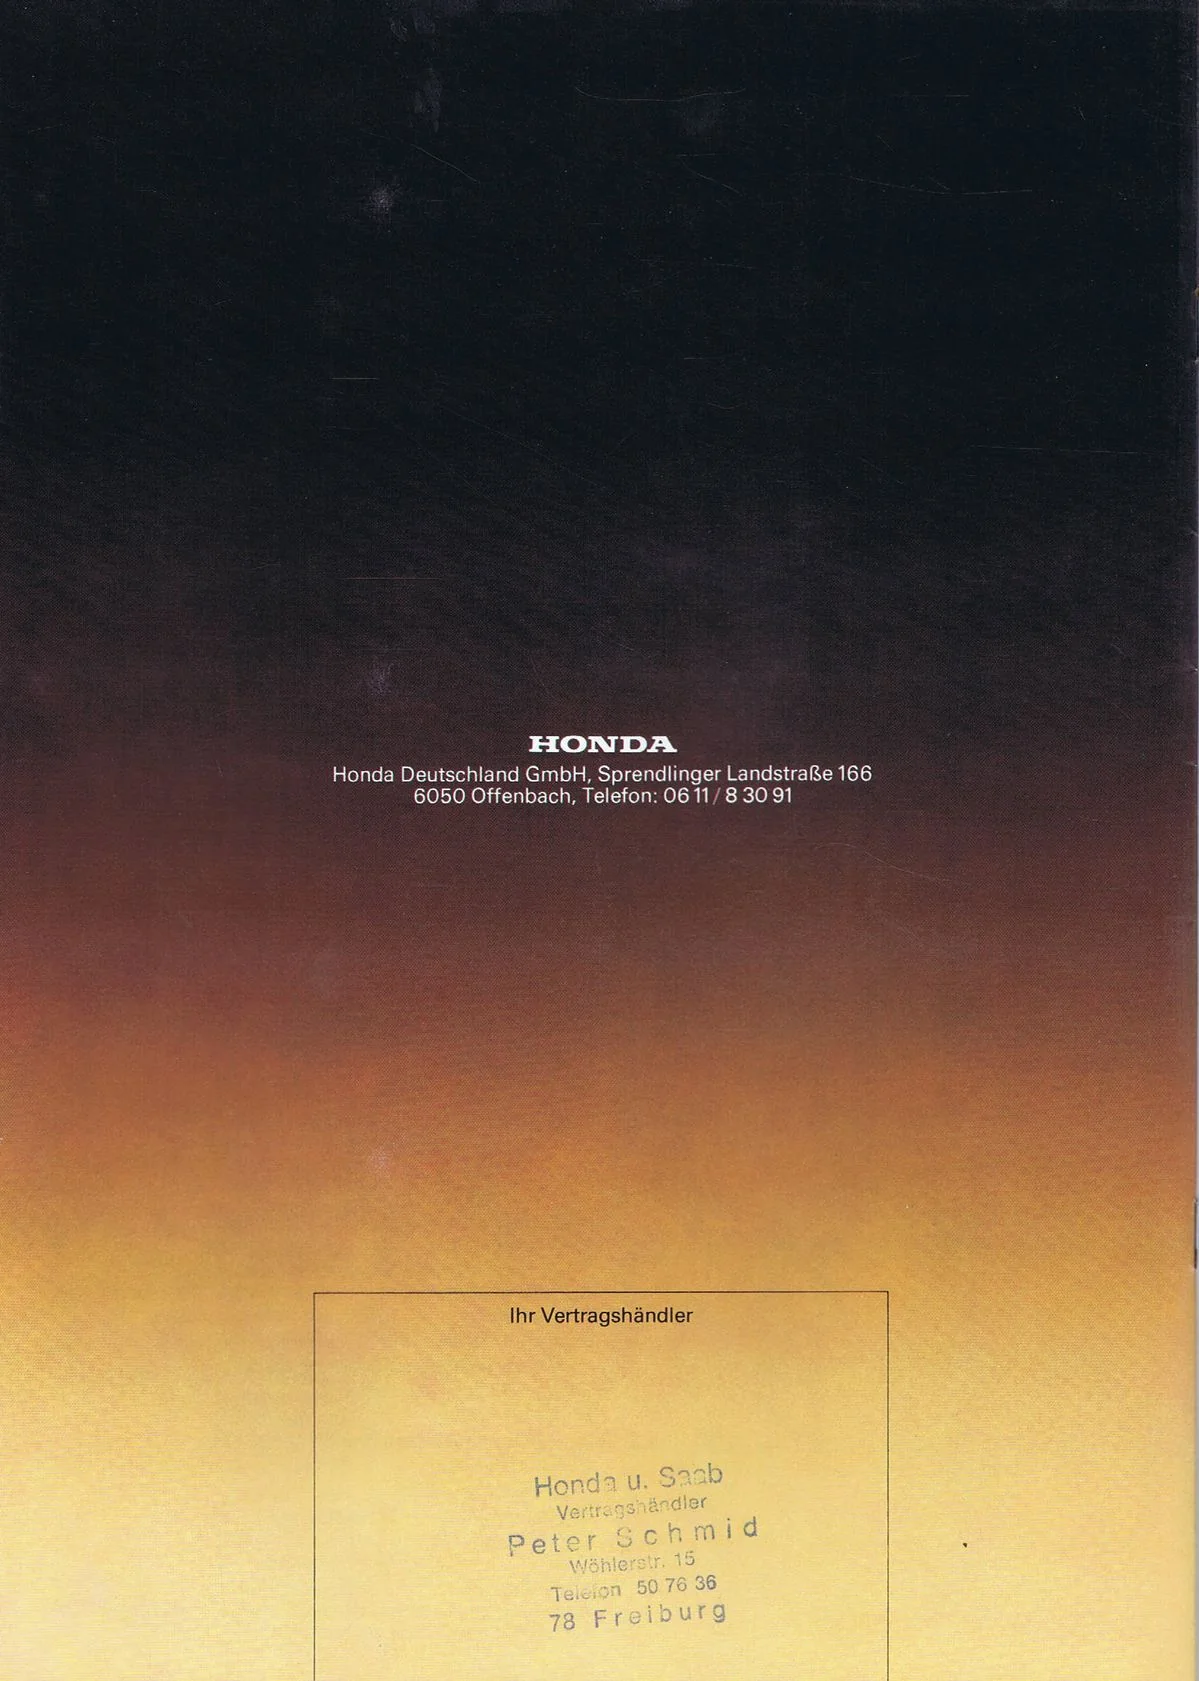 HONDA
Honda Deutschland GmbH, Sprendlinger Landstraße 166
6050 Offenbach, Telefon: 06 11 / 8 30 91
Ihr Vertragshändler
Honda u. Saab
Vertragshändler
Peter Schmid
Wöhlerstr. 15
Telefon 50 76 36
78 Freiburg